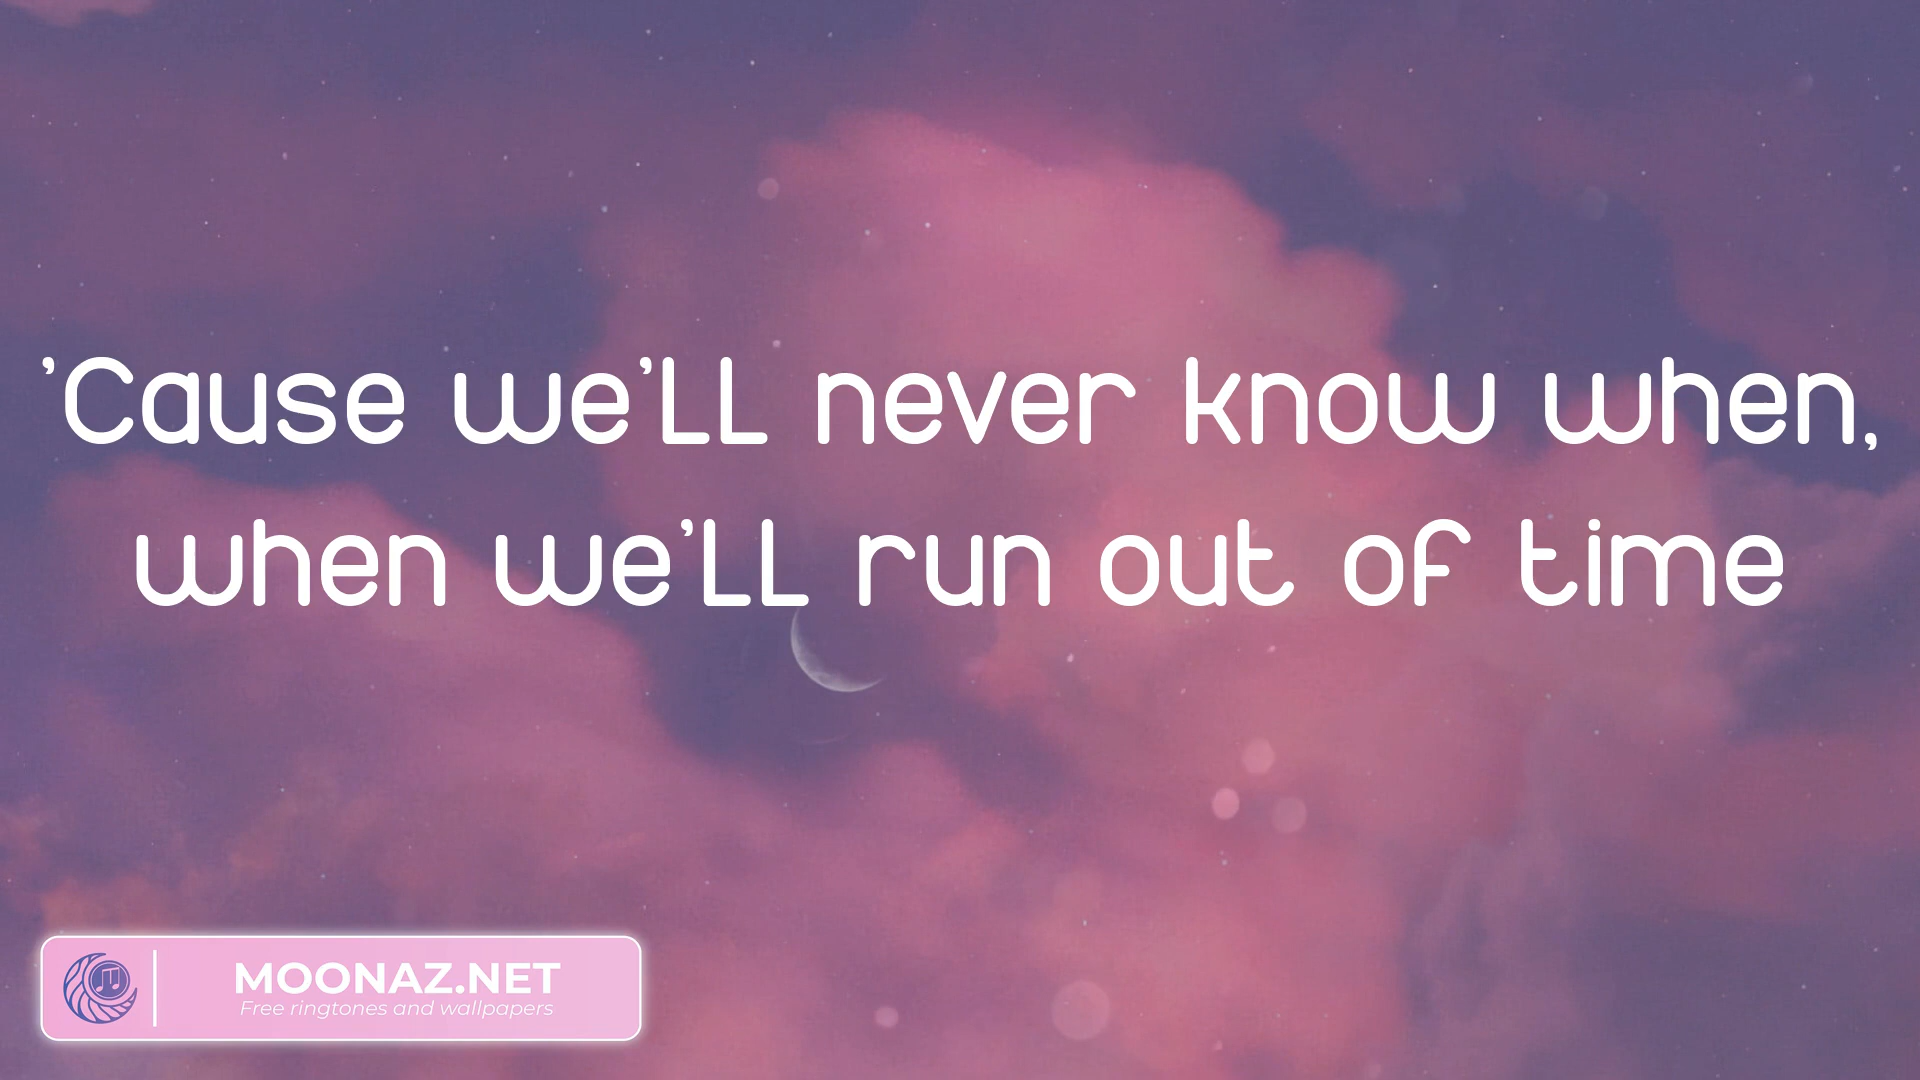 ’Cause we’LL never know when,
when we’LL run out of time
MOONAZ.NET
Free ringtones and wallpapers